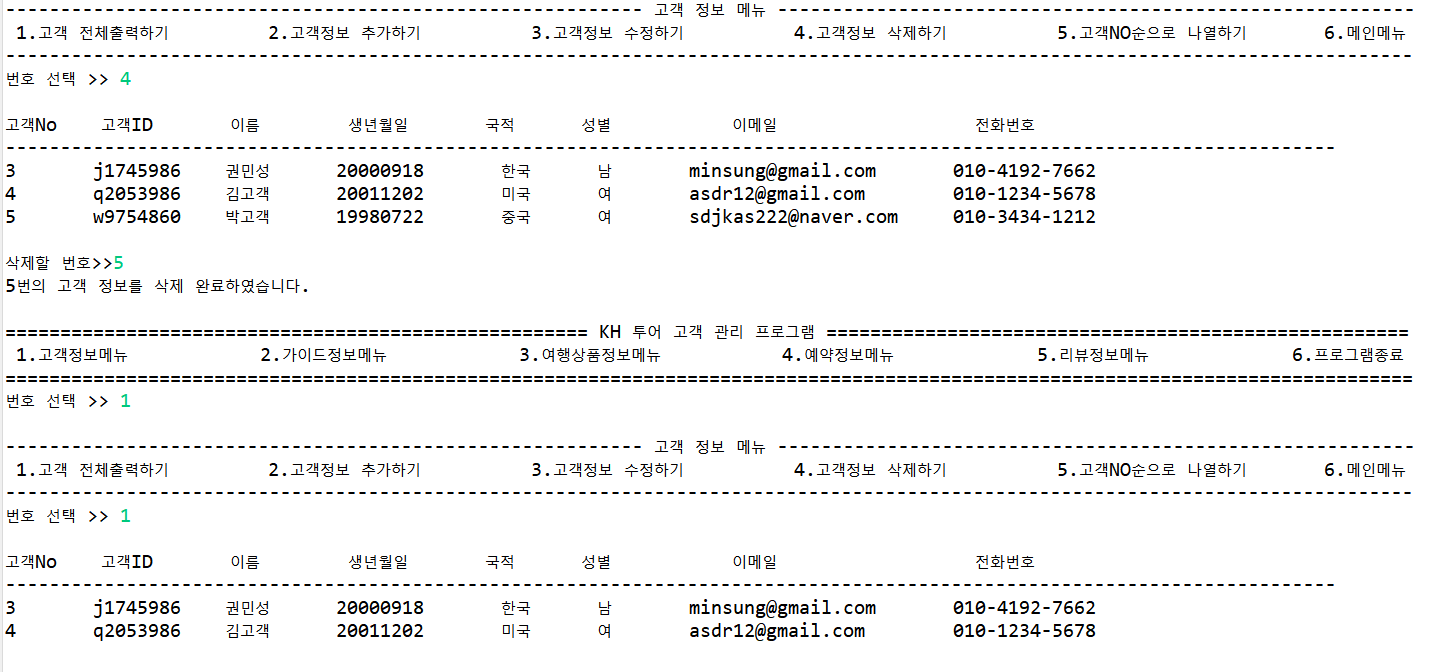 ---------------------------------------------------------- 고객 정보 메뉴 ----------------------------------------------------------
1.고객 전체출력하기 2.고객정보 추가하기 3.고객정보 수정하기 4.고객정보 삭제하기 5.고객NO순으로 나열하기 6.메인메뉴
--------------------------------------------------------------------------------------------------------------------------------
번호 선택 >> 4
고객No 고객ID 이름 생년월일 국적 성별 이메일 전화번호
-------------------------------------------------------------------------------------------------------------------------
3 j1745986 권민성 20000918 한국 남 minsung@gmail.com 010-4192-7662
4 q2053986 김고객 20011202 미국 여 asdr12@gmail.com 010-1234-5678
5 w9754860 박고객 19980722 중국 여 sdjkas222@naver.com 010-3434-1212
삭제할 번호>>5
5번의 고객 정보를 삭제 완료하였습니다.
===================================================== KH 투어 고객 관리 프로그램 =====================================================
1.고객정보메뉴 2.가이드정보메뉴 3.여행상품정보메뉴 4.예약정보메뉴 5.리뷰정보메뉴 6.프로그램종료
================================================================================================================================
번호 선택 >> 1
---------------------------------------------------------- 고객 정보 메뉴 ----------------------------------------------------------
1.고객 전체출력하기 2.고객정보 추가하기 3.고객정보 수정하기 4.고객정보 삭제하기 5.고객NO순으로 나열하기 6.메인메뉴
--------------------------------------------------------------------------------------------------------------------------------
번호 선택 >> 1
고객No 고객ID 이름 생년월일 국적 성별 이메일 전화번호
-------------------------------------------------------------------------------------------------------------------------
3 j1745986 권민성 20000918 한국 남 minsung@gmail.com 010-4192-7662
4 q2053986 김고객 20011202 미국 여 asdr12@gmail.com 010-1234-5678